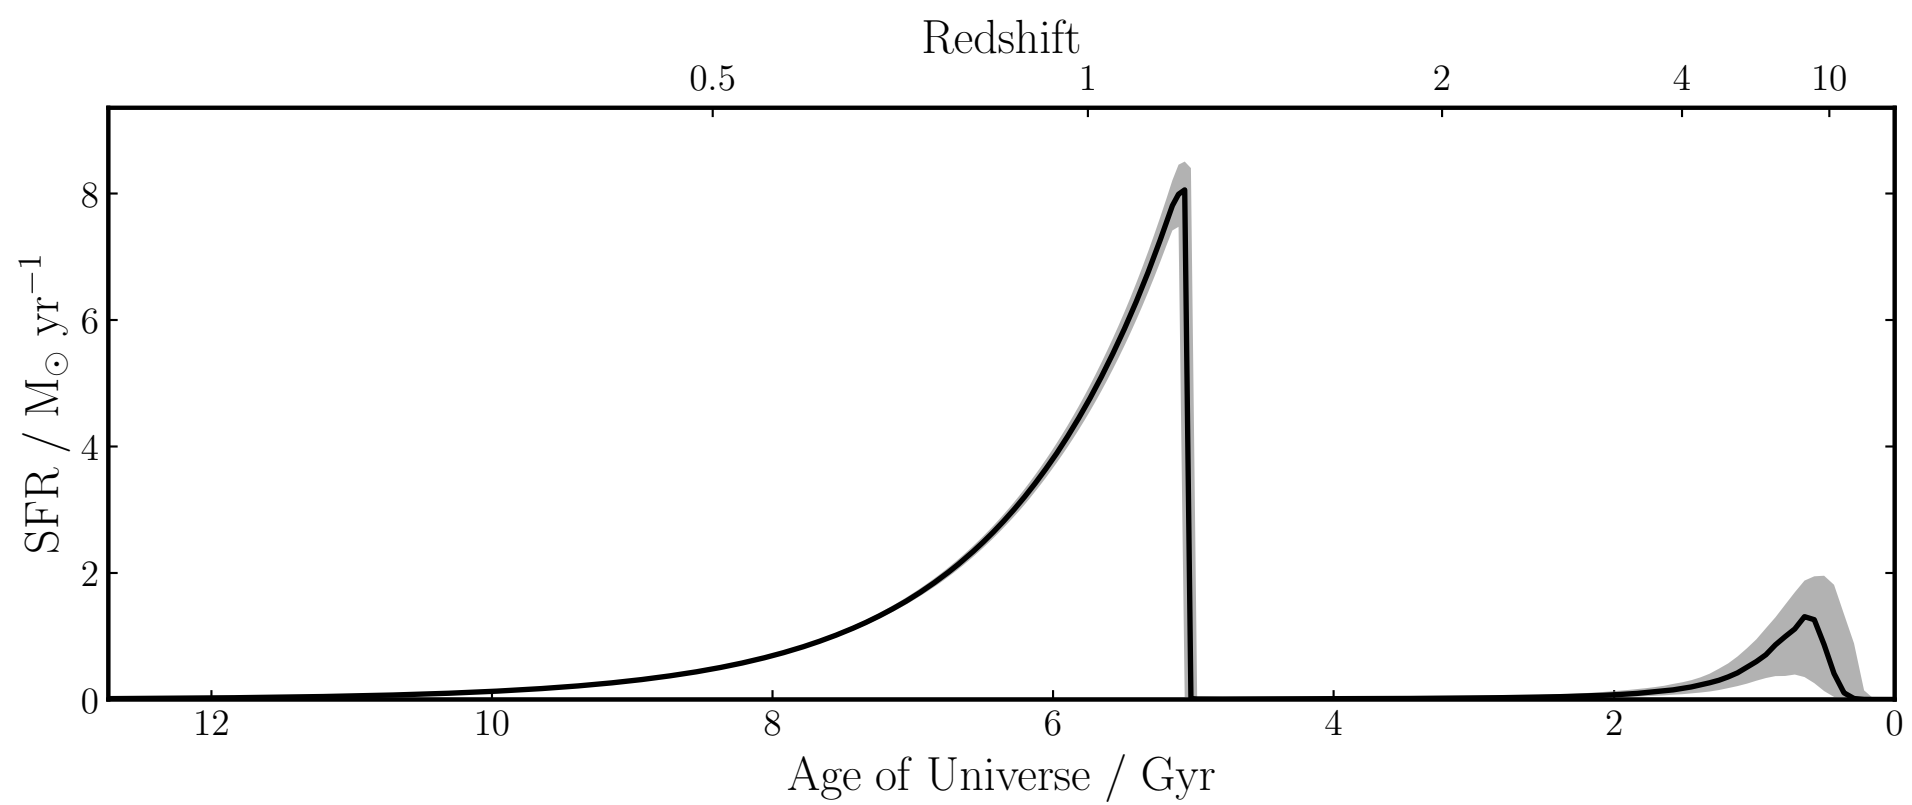 Redshift
0.5 1 2 4 10
8
6
4
2
0
SFR / M⊙ yr⁻¹
12 10 8 6 4 2 0
Age of Universe / Gyr